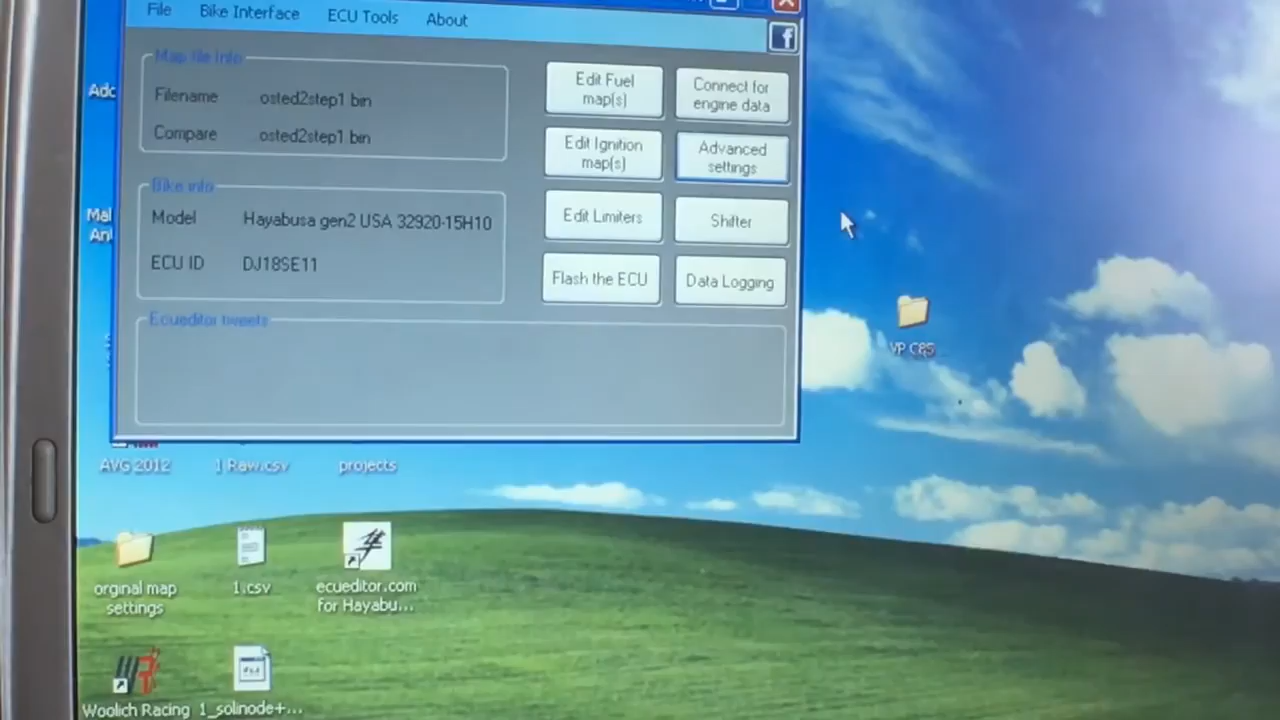 File Bike Interface ECU Tools About
f
Map file info
Filename osted2step1 bin
Compare osted2step1 bin
Bike info
Model Hayabusa gen2 USA 32920-15H10
ECU ID DJ18SE11
Ecueditor tweets
Edit Fuel
map(s)
Connect for
engine data
Edit Ignition
map(s)
Advanced
settings
Edit Limiters
Shifter
Flash the ECU
Data Logging
VP C85
AVG 2012
1 Raw.csv
projects
orginal map
settings
1.csv
ecueditor.com
for Hayabu...
Woolich Racing
1_solinode+...